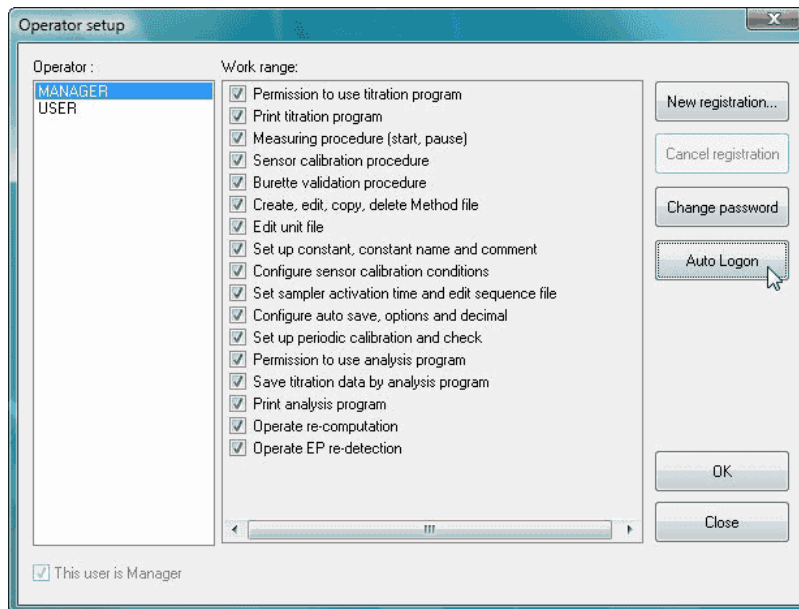 Operator setup
Operator :
MANAGER
USER
Work range:
Permission to use titration program
Print titration program
Measuring procedure (start, pause)
Sensor calibration procedure
Burette validation procedure
Create, edit, copy, delete Method file
Edit unit file
Set up constant, constant name and comment
Configure sensor calibration conditions
Set sampler activation time and edit sequence file
Configure auto save, options and decimal
Set up periodic calibration and check
Permission to use analysis program
Save titration data by analysis program
Print analysis program
Operate re-computation
Operate EP re-detection
New registration...
Cancel registration
Change password
Auto Logon
OK
Close
This user is Manager